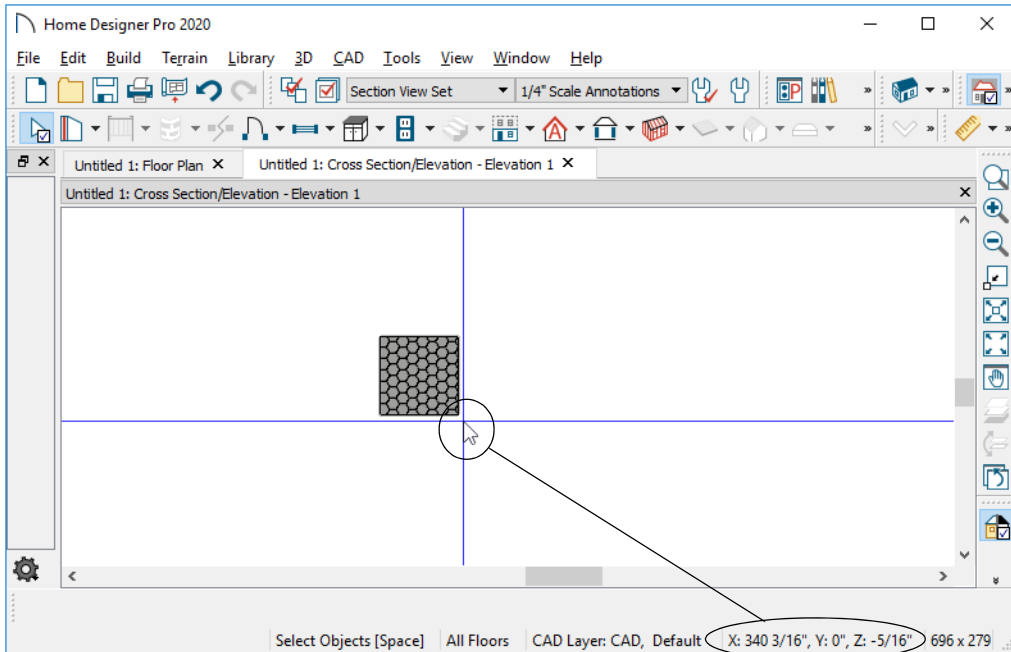 Home Designer Pro 2020
File Edit Build Terrain Library 3D CAD Tools View Window Help
Section View Set 1/4" Scale Annotations
Untitled 1: Floor Plan Untitled 1: Cross Section/Elevation - Elevation 1
Untitled 1: Cross Section/Elevation - Elevation 1
Select Objects [Space] All Floors CAD Layer: CAD, Default X: 340 3/16", Y: 0", Z: -5/16" 696 x 279